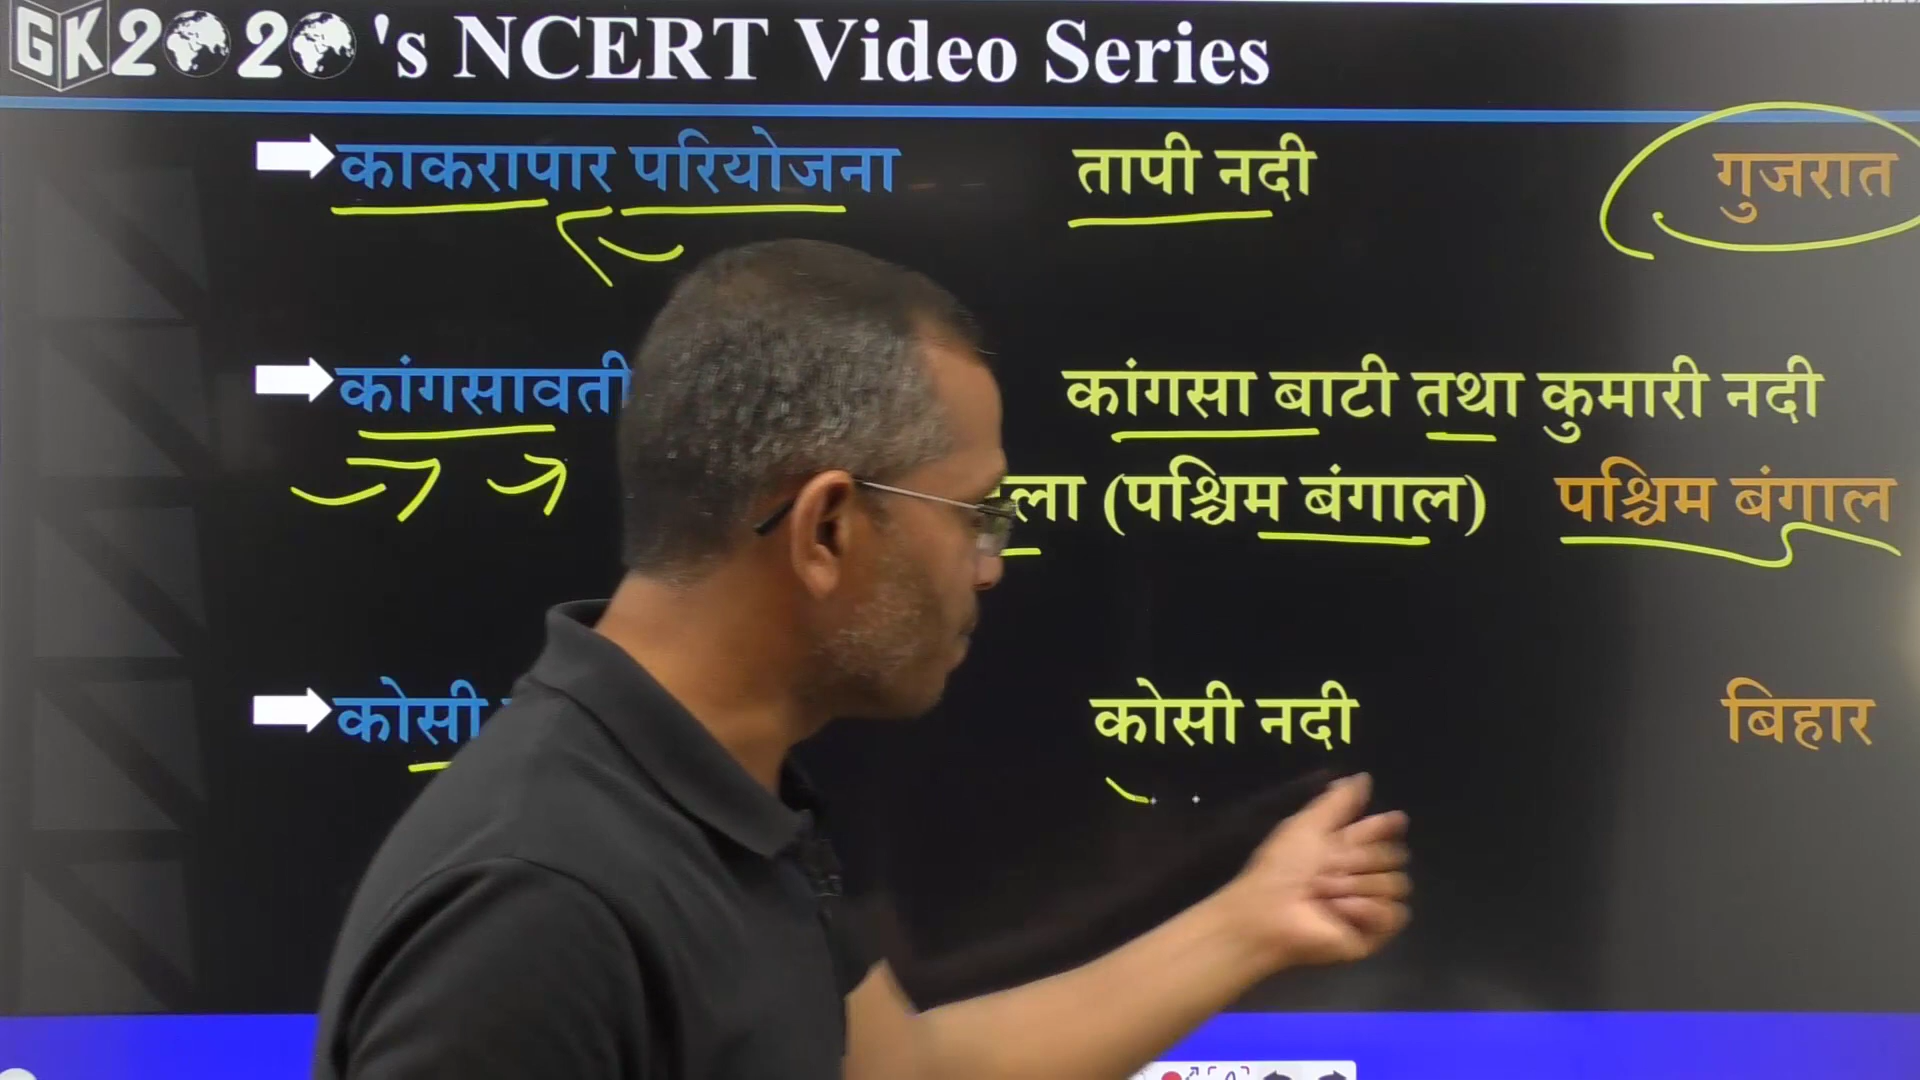 GK2020's NCERT Video Series
काकरापार परियोजना तापी नदी गुजरात
कांगसावती कांगसा बाटी तथा कुमारी नदी
(पश्चिम बंगाल) पश्चिम बंगाल
कोसी कोसी नदी बिहार